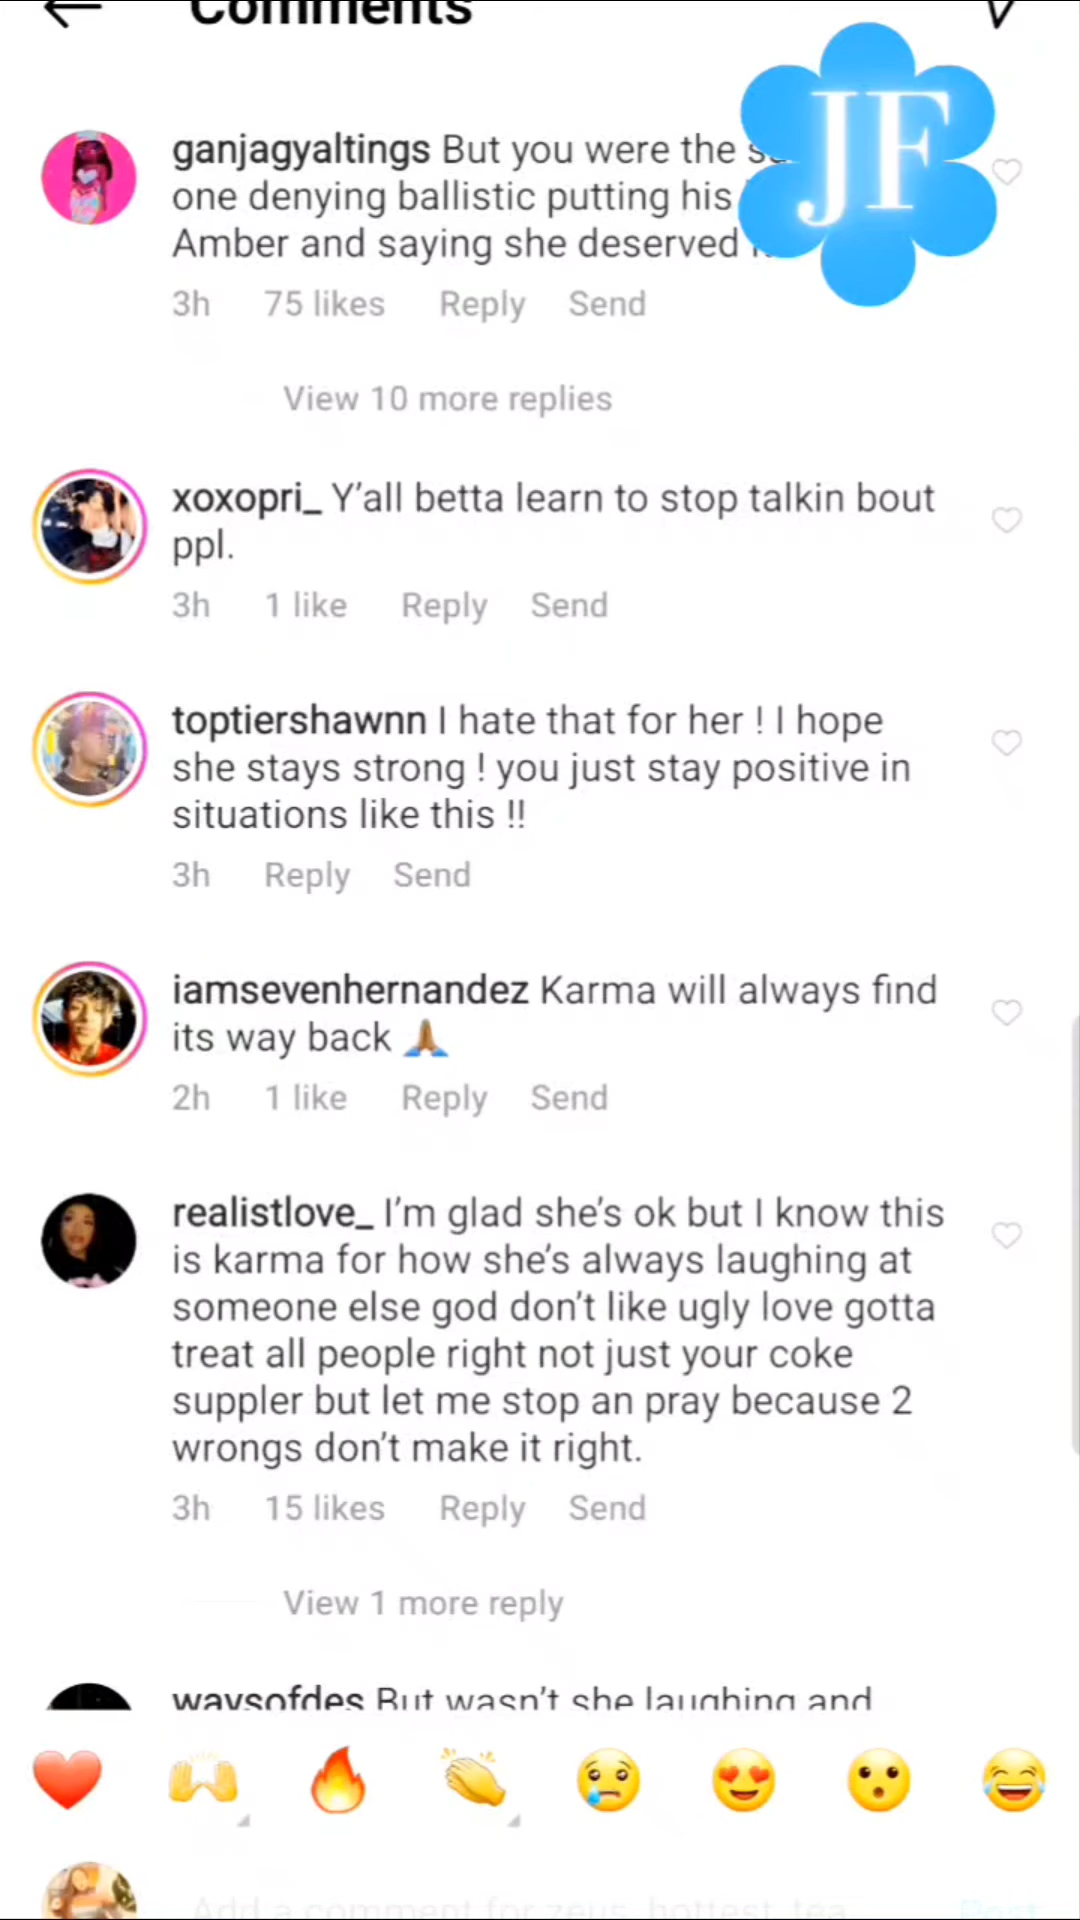 Comments
JF
ganjagyaltings But you were the
one denying ballistic putting his
Amber and saying she deserved
3h 75 likes Reply Send
View 10 more replies
xoxopri_ Y’all betta learn to stop talkin bout
ppl.
3h 1 like Reply Send
toptiershawnn I hate that for her ! I hope
she stays strong ! you just stay positive in
situations like this !!
3h Reply Send
iamsevenhernandez Karma will always find
its way back 🙏🏽
2h 1 like Reply Send
realistlove_ I’m glad she’s ok but I know this
is karma for how she’s always laughing at
someone else god don’t like ugly love gotta
treat all people right not just your coke
suppler but let me stop an pray because 2
wrongs don’t make it right.
3h 15 likes Reply Send
View 1 more reply
waysofdes But wasn’t she laughing and
Add a comment for zeus_hottest_tea
Post